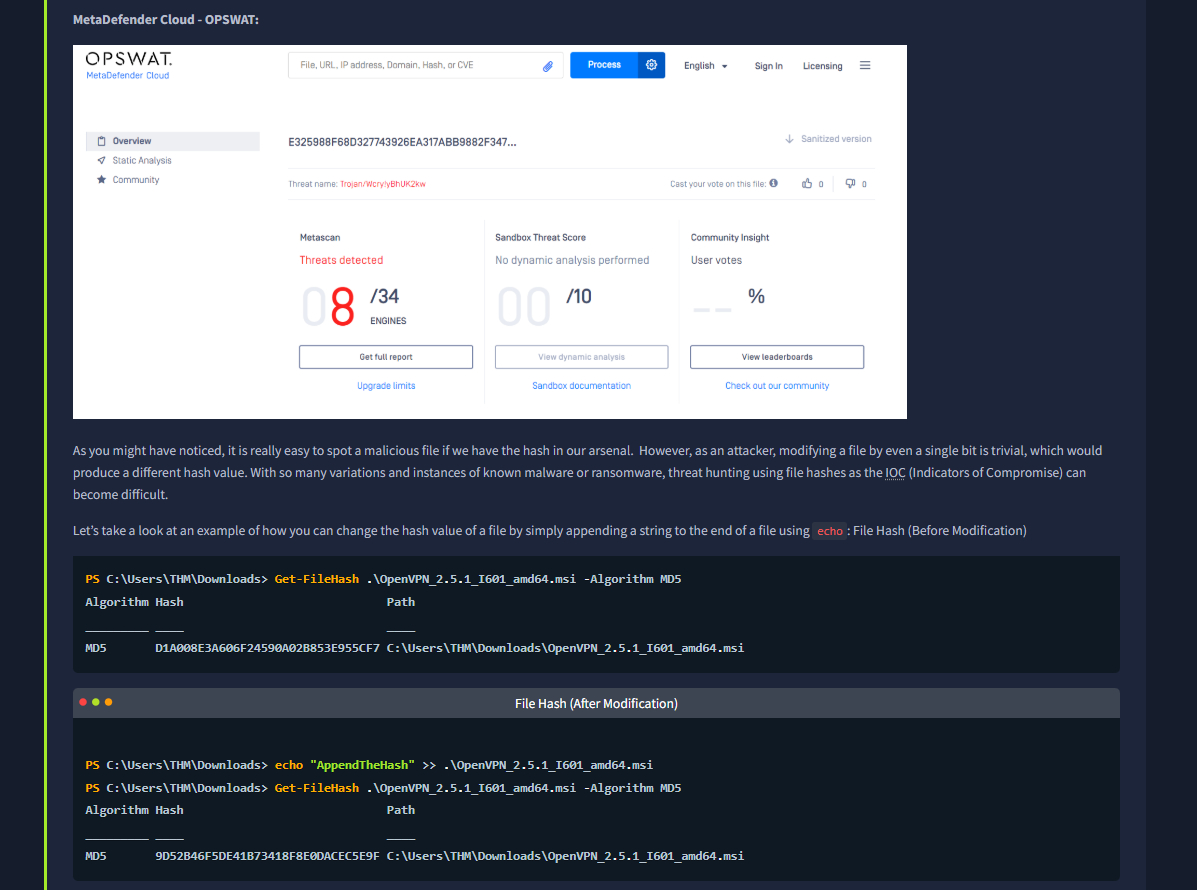 MetaDefender Cloud - OPSWAT:
OPSWAT.
MetaDefender Cloud
File, URL, IP address, Domain, Hash, or CVE
Process
English
Sign In
Licensing
Overview
Static Analysis
Community
E325988F68D327743926EA317ABB9882F347...
Sanitized version
Threat name: Trojan/Wcry!yBhUK2kw
Cast your vote on this file:
0
0
Metascan
Threats detected
08 /34
ENGINES
Get full report
Upgrade limits
Sandbox Threat Score
No dynamic analysis performed
00 /10
View dynamic analysis
Sandbox documentation
Community Insight
User votes
__ %
View leaderboards
Check out our community
As you might have noticed, it is really easy to spot a malicious file if we have the hash in our arsenal.  However, as an attacker, modifying a file by even a single bit is trivial, which would
produce a different hash value. With so many variations and instances of known malware or ransomware, threat hunting using file hashes as the IOC (Indicators of Compromise) can
become difficult.
Let's take a look at an example of how you can change the hash value of a file by simply appending a string to the end of a file using echo : File Hash (Before Modification)
PS C:\Users\THM\Downloads> Get-FileHash .\OpenVPN_2.5.1_I601_amd64.msi -Algorithm MD5
Algorithm Hash                             Path
_________ ____                             ____
MD5       D1A008E3A606F24590A02B853E955CF7 C:\Users\THM\Downloads\OpenVPN_2.5.1_I601_amd64.msi
File Hash (After Modification)
PS C:\Users\THM\Downloads> echo "AppendTheHash" >> .\OpenVPN_2.5.1_I601_amd64.msi
PS C:\Users\THM\Downloads> Get-FileHash .\OpenVPN_2.5.1_I601_amd64.msi -Algorithm MD5
Algorithm Hash                             Path
_________ ____                             ____
MD5       9D52B46F5DE41B73418F8E0DACEC5E9F C:\Users\THM\Downloads\OpenVPN_2.5.1_I601_amd64.msi